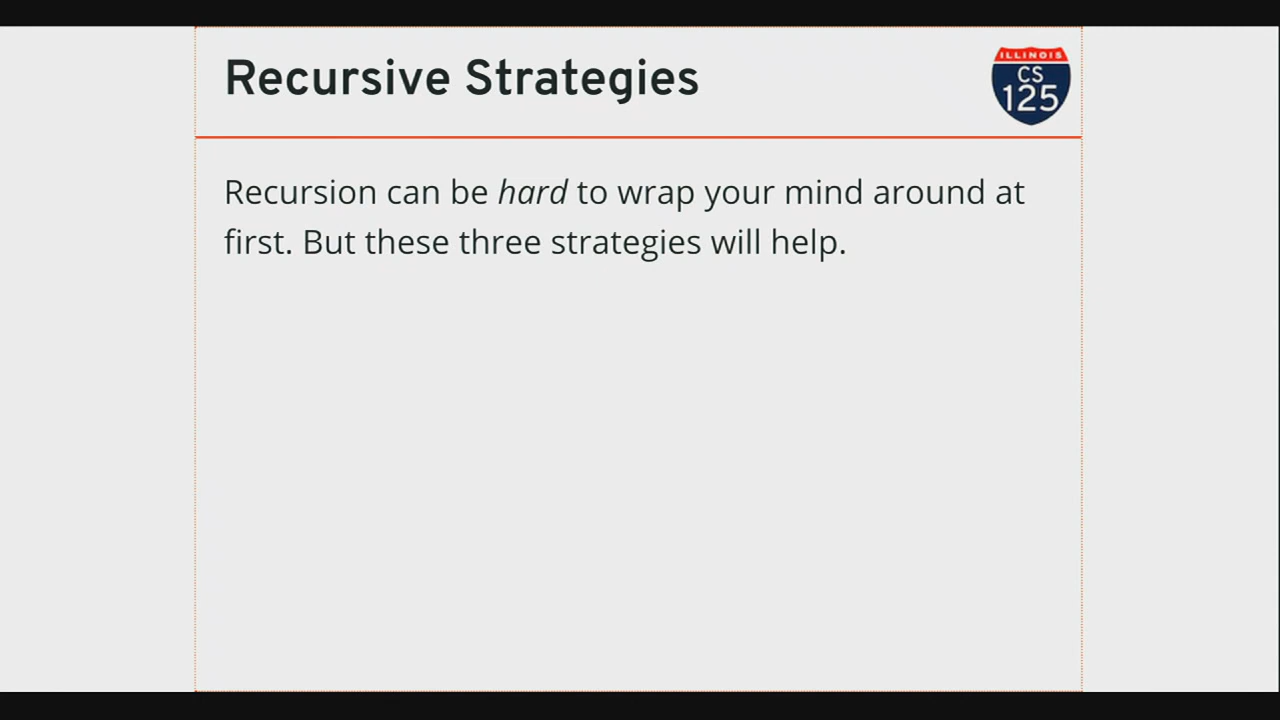 Recursive Strategies
ILLINOIS
CS
125
Recursion can be hard to wrap your mind around at
first. But these three strategies will help.